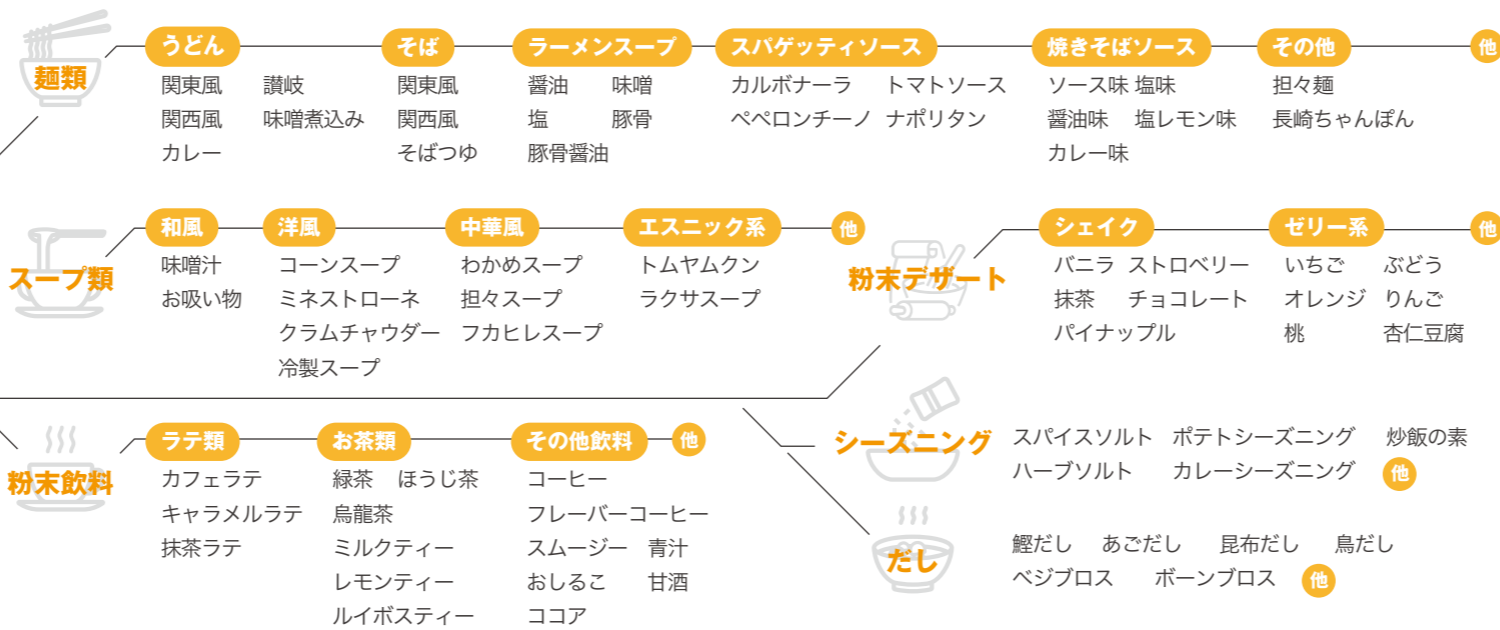 麺類
うどん
関東風 讃岐
関西風 味噌煮込み
カレー
そば
関東風
関西風
そばつゆ
ラーメンスープ
醤油 味噌
塩 豚骨
豚骨醤油
スパゲッティソース
カルボナーラ トマトソース
ペペロンチーノ ナポリタン
焼きそばソース
ソース味 塩味
醤油味 塩レモン味
カレー味
その他
担々麺
長崎ちゃんぽん
他
スープ類
和風
味噌汁
お吸い物
洋風
コーンスープ
ミネストローネ
クラムチャウダー
冷製スープ
中華風
わかめスープ
担々スープ
フカヒレスープ
エスニック系
トムヤムクン
ラクサスープ
他
粉末デザート
シェイク
バニラ ストロベリー
抹茶 チョコレート
パイナップル
ゼリー系
いちご ぶどう
オレンジ りんご
桃 杏仁豆腐
他
粉末飲料
ラテ類
カフェラテ
キャラメルラテ
抹茶ラテ
お茶類
緑茶 ほうじ茶
烏龍茶
ミルクティー
レモンティー
ルイボスティー
その他飲料
コーヒー
フレーバーコーヒー
スムージー 青汁
おしるこ 甘酒
ココア
他
シーズニング
スパイスソルト ポテトシーズニング 炒飯の素
ハーブソルト カレーシーズニング 他
だし
鰹だし あごだし 昆布だし 鳥だし
ベジブロス ボーンブロス 他